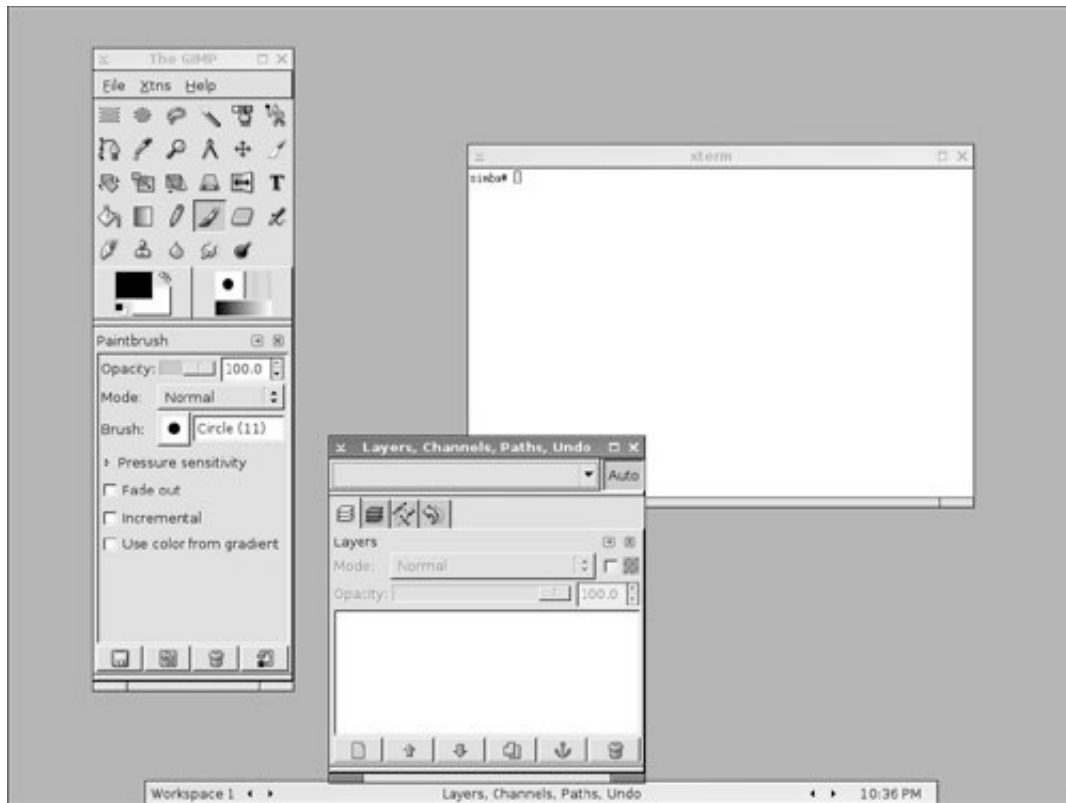 The GIMP
File Xtns Help
T
Paintbrush
Opacity: 100.0
Mode: Normal
Brush: Circle (11)
Pressure sensitivity
Fade out
Incremental
Use color from gradient
xterm
simba#
Layers, Channels, Paths, Undo
Auto
Layers
Mode: Normal
Opacity: 100.0
Workspace 1 Layers, Channels, Paths, Undo 10:36 PM